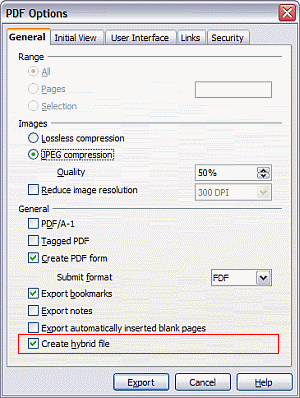 PDF Options
General Initial View User Interface Links Security
Range
All
Pages
Selection
Images
Lossless compression
JPEG compression
Quality 50%
Reduce image resolution 300 DPI
General
PDF/A-1
Tagged PDF
Create PDF form
Submit format FDF
Export bookmarks
Export notes
Export automatically inserted blank pages
Create hybrid file
Export Cancel Help